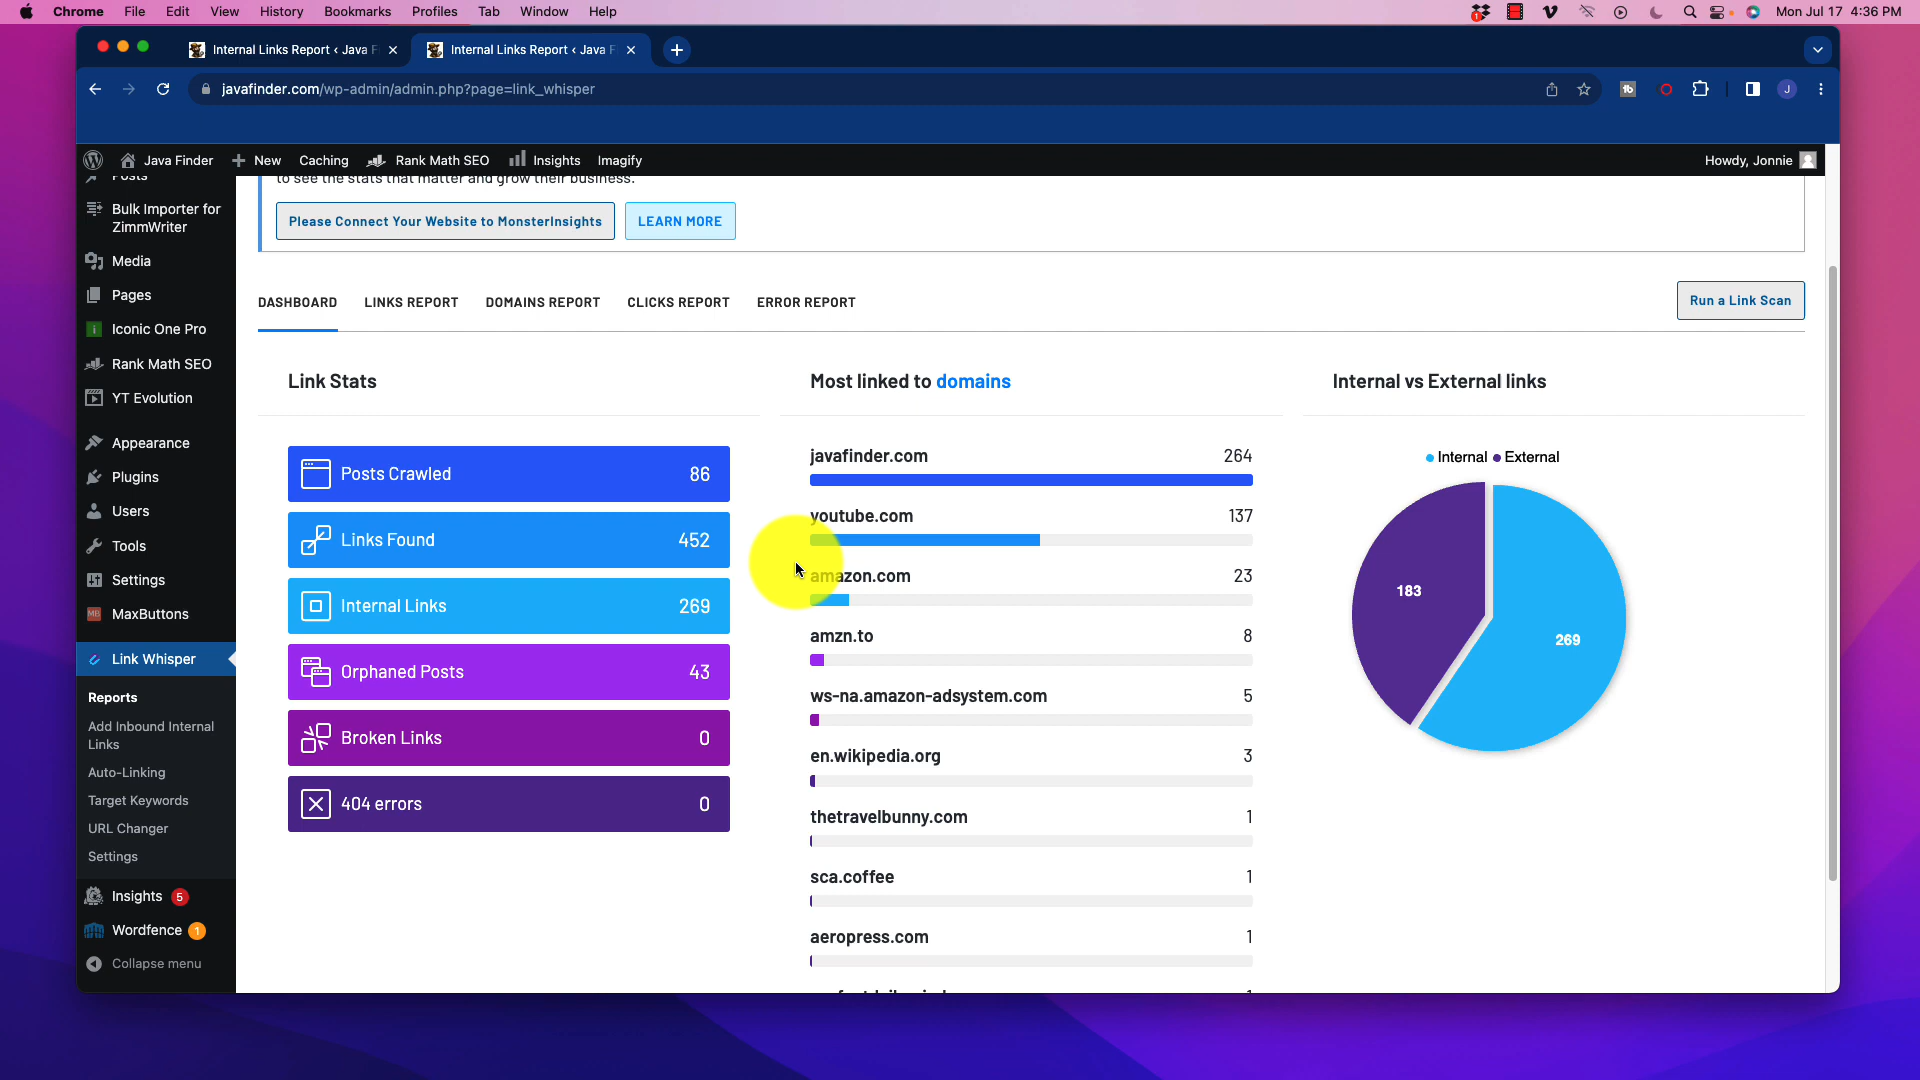 Chrome File Edit View History Bookmarks Profiles Tab Window Help
1
Mon Jul 17 4:36 PM
Internal Links Report ‹ Java F
Internal Links Report ‹ Java F
javafinder.com/wp-admin/admin.php?page=link_whisper
tb
J
Java Finder New Caching Rank Math SEO Insights Imagify
Howdy, Jonnie
Posts
Bulk Importer for
ZimmWriter
Media
Pages
i Iconic One Pro
Rank Math SEO
YT Evolution
Appearance
Plugins
Users
Tools
Settings
MB MaxButtons
Link Whisper
Reports
Add Inbound Internal
Links
Auto-Linking
Target Keywords
URL Changer
Settings
Insights 5
Wordfence 1
Collapse menu
to see the stats that matter and grow their business.
Please Connect Your Website to MonsterInsights LEARN MORE
DASHBOARD LINKS REPORT DOMAINS REPORT CLICKS REPORT ERROR REPORT
Run a Link Scan
Link Stats
Posts Crawled 86
Links Found 452
Internal Links 269
Orphaned Posts 43
Broken Links 0
404 errors 0
Most linked to domains
javafinder.com 264
youtube.com 137
amazon.com 23
amzn.to 8
ws-na.amazon-adsystem.com 5
en.wikipedia.org 3
thetravelbunny.com 1
sca.coffee 1
aeropress.com 1
1
Internal vs External links
Internal External
183
269